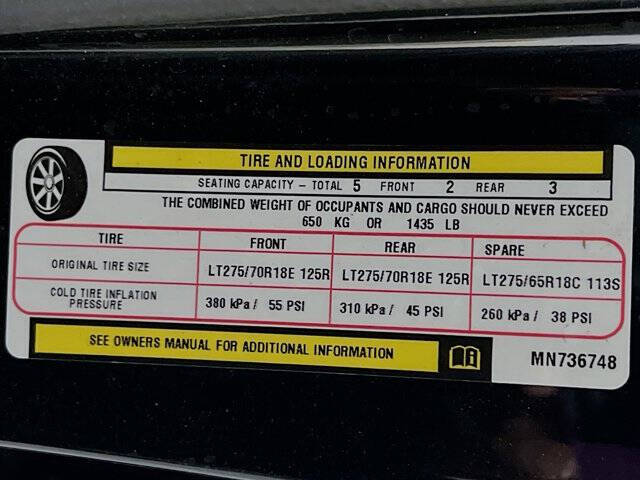 TIRE AND LOADING INFORMATION
SEATING CAPACITY - TOTAL 5 FRONT 2 REAR 3
THE COMBINED WEIGHT OF OCCUPANTS AND CARGO SHOULD NEVER EXCEED
650 KG OR 1435 LB
TIRE FRONT REAR SPARE
ORIGINAL TIRE SIZE LT275/70R18E 125R LT275/70R18E 125R LT275/65R18C 113S
COLD TIRE INFLATION
PRESSURE 380 kPa / 55 PSI 310 kPa / 45 PSI 260 kPa / 38 PSI
SEE OWNERS MANUAL FOR ADDITIONAL INFORMATION
MN736748